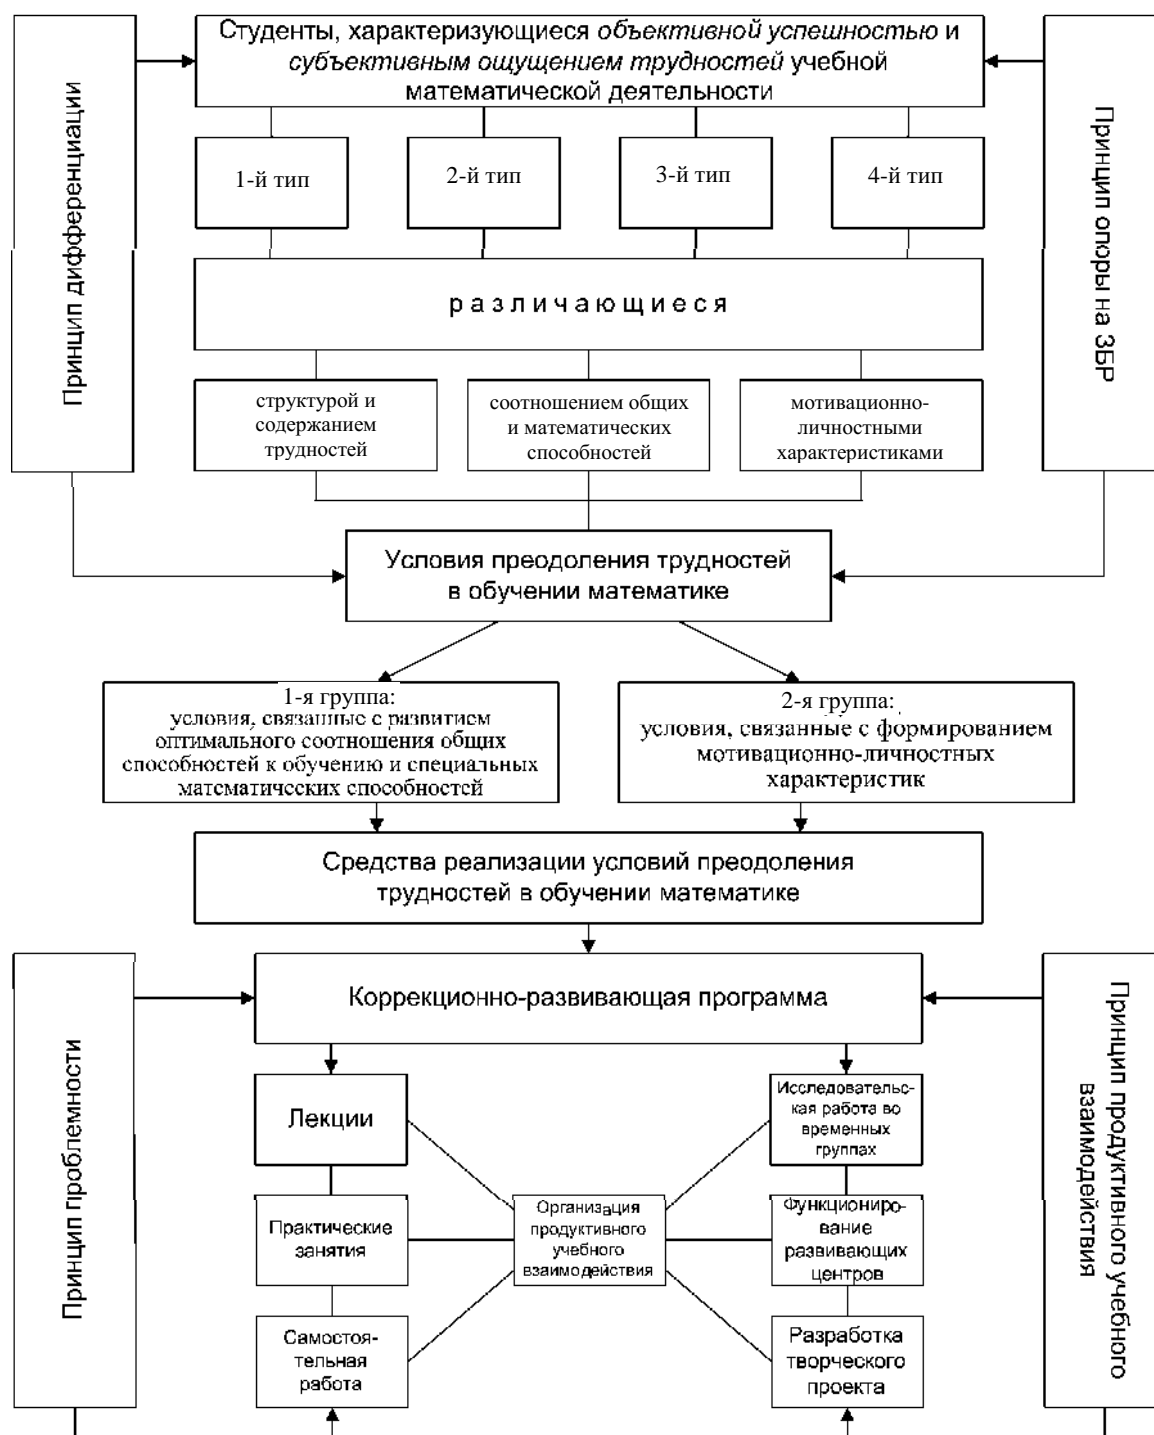 Студенты, характеризующиеся объективной успешностью и
субъективным ощущением трудностей учебной
математической деятельности
Принцип дифференциации
Принцип опоры на ЗБР
1-й тип
2-й тип
3-й тип
4-й тип
различающиеся
структурой и
содержанием
трудностей
соотношением общих
и математических
способностей
мотивационно-
личностными
характеристиками
Условия преодоления трудностей
в обучении математике
1-я группа:
условия, связанные с развитием
оптимального соотношения общих
способностей к обучению и специальных
математических способностей
2-я группа:
условия, связанные с формированием
мотивационно-личностных
характеристик
Средства реализации условий преодоления
трудностей в обучении математике
Принцип проблемности
Коррекционно-развивающая программа
Принцип продуктивного учебного
взаимодействия
Лекции
Исследовательс-
кая работа во
временных
группах
Практические
занятия
Организация
продуктивного
учебного
взаимодействия
Функциониро-
вание
развивающих
центров
Самостоя-
тельная
работа
Разработка
творческого
проекта